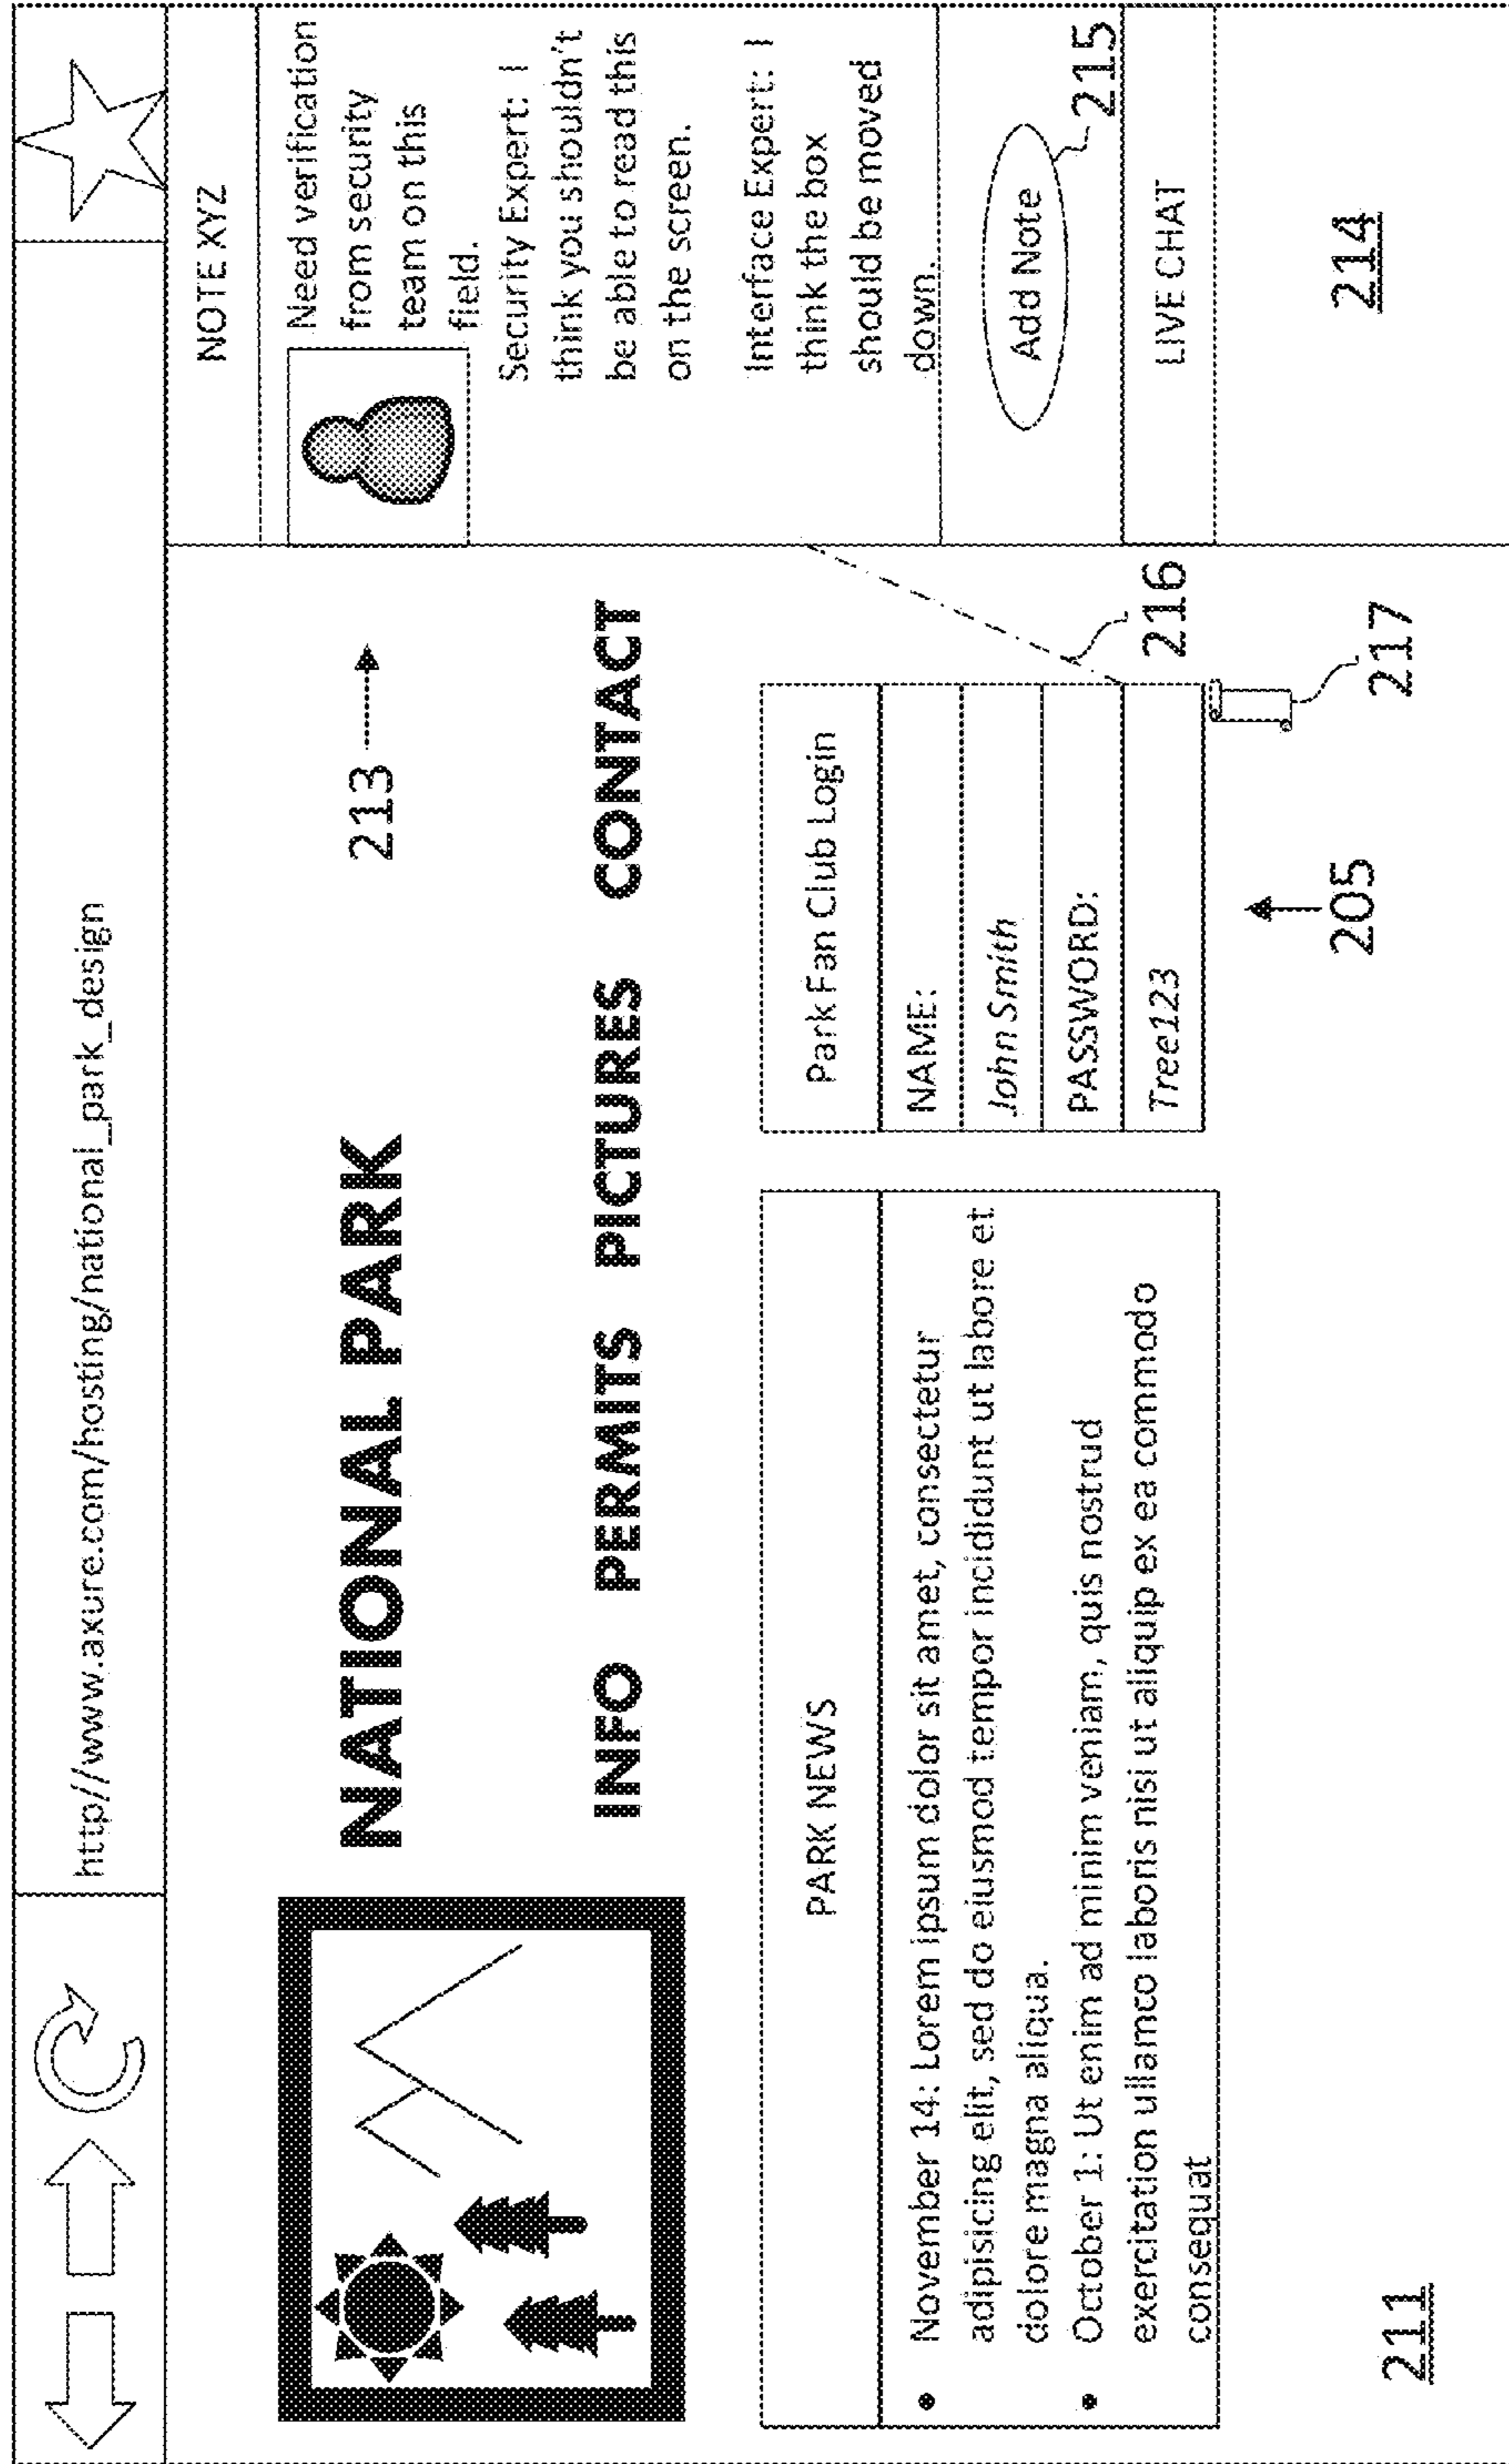 http//www.axure.com/hosting/national_park_design
NATIONAL PARK
213
INFO PERMITS PICTURES CONTACT
PARK NEWS
• November 14: Lorem ipsum dolor sit amet, consectetur
adipisicing elit, sed do eiusmod tempor incididunt ut labore et
dolore magna aliqua.
• October 1: Ut enim ad minim veniam, quis nostrud
exercitation ullamco laboris nisi ut aliquip ex ea commodo
consequat
Park Fan Club Login
NAME:
John Smith
PASSWORD:
Tree123
205
216
217
NOTE XYZ
Need verification
from security
team on this
field.
Security Expert: I
think you shouldn't
be able to read this
on the screen.
Interface Expert: I
think the box
should be moved
down.
Add Note
215
LIVE CHAT
214
211